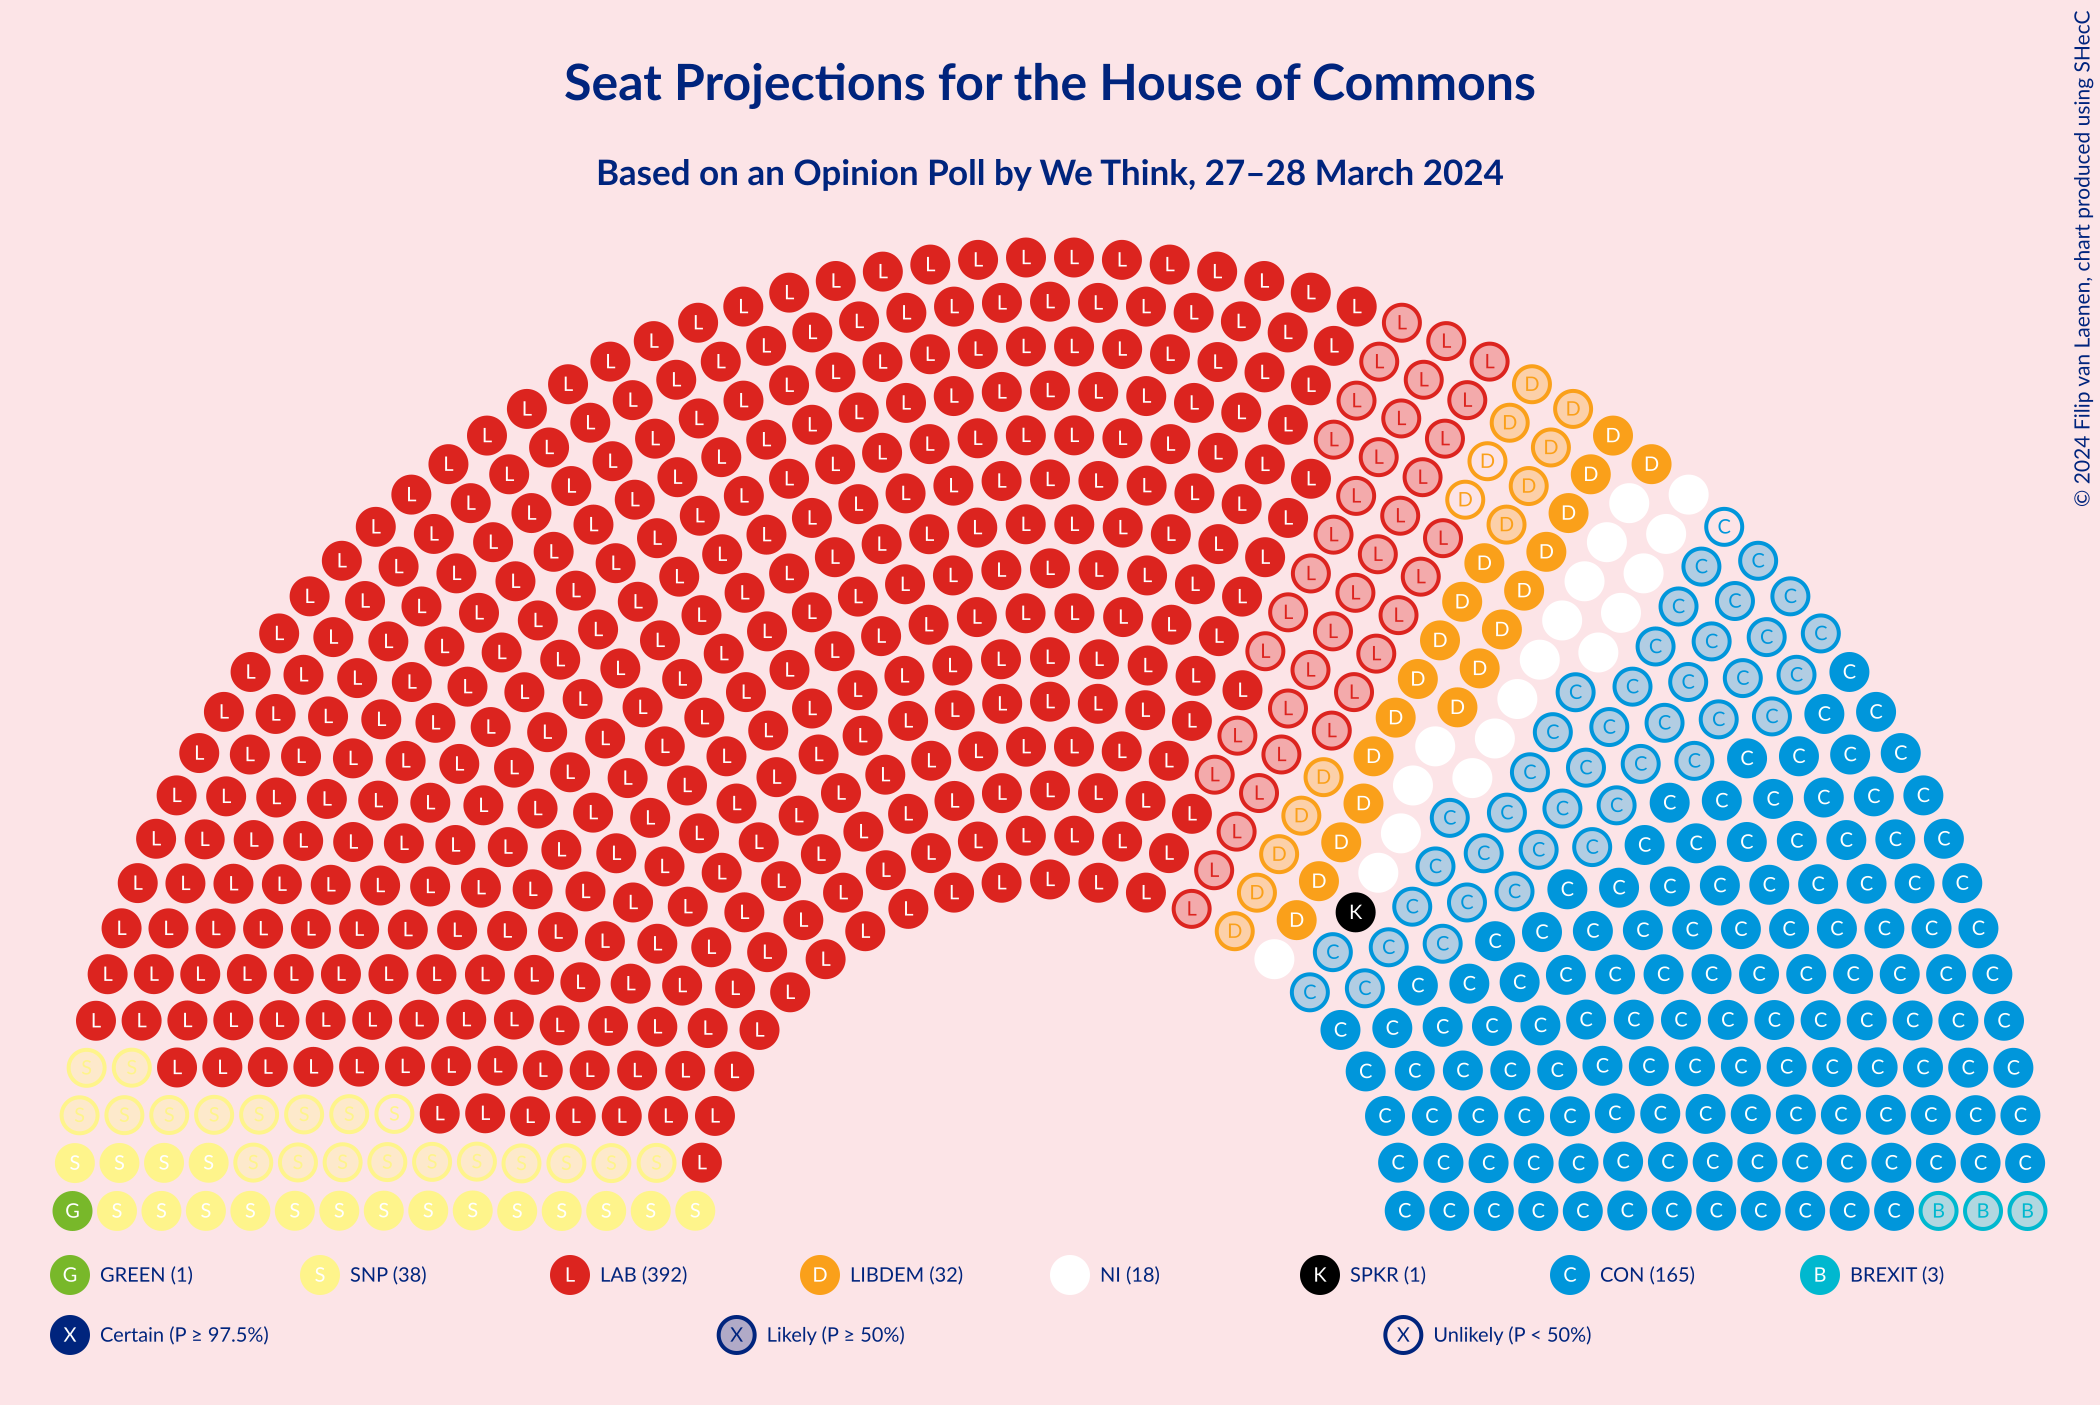 Seat Projections for the House of Commons
Based on an Opinion Poll by We Think, 27–28 March 2024
© 2024 Filip van Laenen, chart produced using SHecC
G GREEN (1) S SNP (38) L LAB (392) D LIBDEM (32) NI (18) K SPKR (1) C CON (165) B BREXIT (3)
X Certain (P ≥ 97.5%) X Likely (P ≥ 50%) X Unlikely (P < 50%)